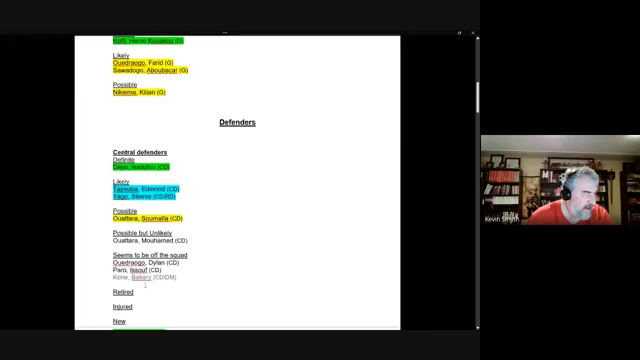 Koffi, Herve Kouakou (G)
Likely
Ouedraogo, Farid (G)
Sawadogo, Aboubacar (G)
Possible
Nikiema, Kilian (G)
Defenders
Central defenders
Definite
Dayo, Issoufou (CD)
Likely
Tapsoba, Edmond (CD)
Yago, Steeve (CD/RD)
Possible
Ouattara, Soumaila (CD)
Possible but Unlikely
Ouattara, Mouhamed (CD)
Seems to be off the squad
Ouedraogo, Dylan (CD)
Paro, Issouf (CD)
Kone, Bakary (CD/DM)
Retired
Injured
New
Kevin Smyth